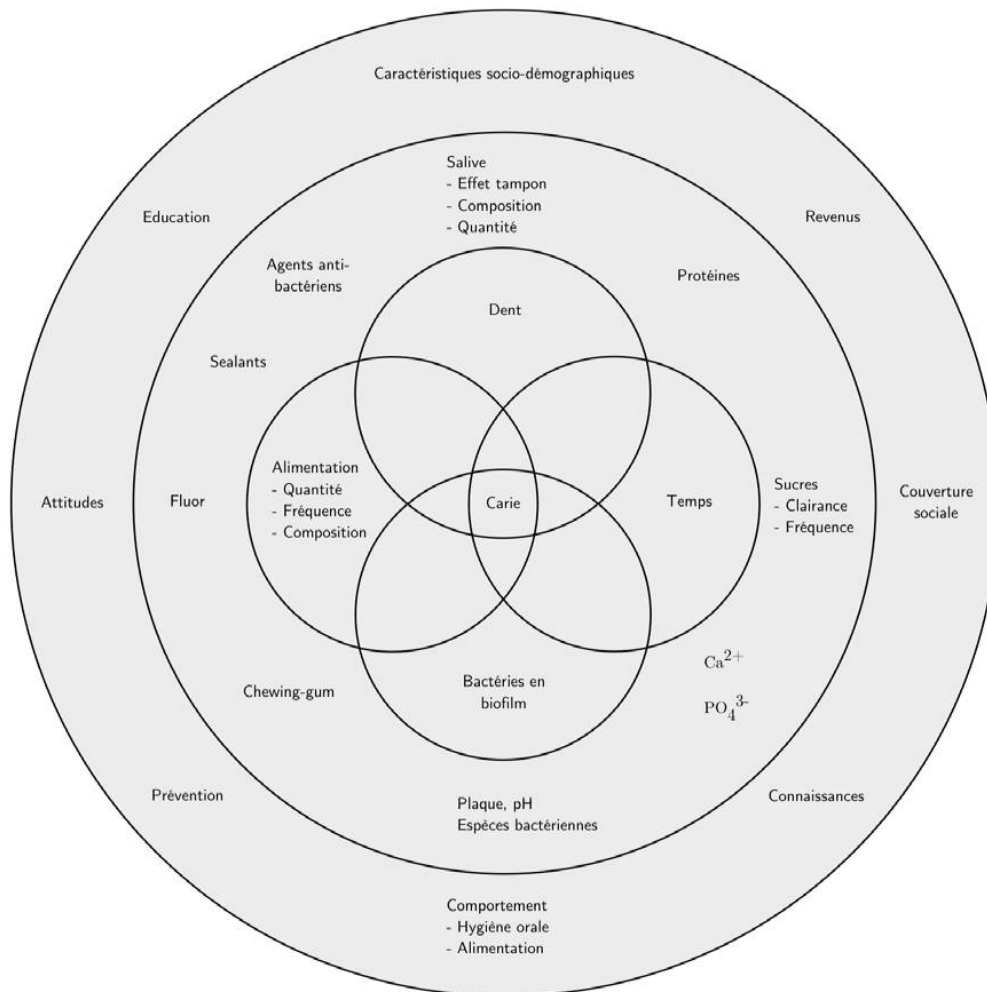 Caractéristiques socio-démographiques
Salive
- Effet tampon
- Composition
- Quantité
Education
Revenus
Agents anti-
bactériens
Protéines
Dent
Sealants
Alimentation
- Quantité
- Fréquence
- Composition
Attitudes
Fluor
Carie
Temps
Sucres
- Clairance
- Fréquence
Couverture
sociale
Ca²⁺
Chewing-gum
Bactéries en
biofilm
PO₄³⁻
Prévention
Plaque, pH
Espèces bactériennes
Connaissances
Comportement
- Hygiène orale
- Alimentation